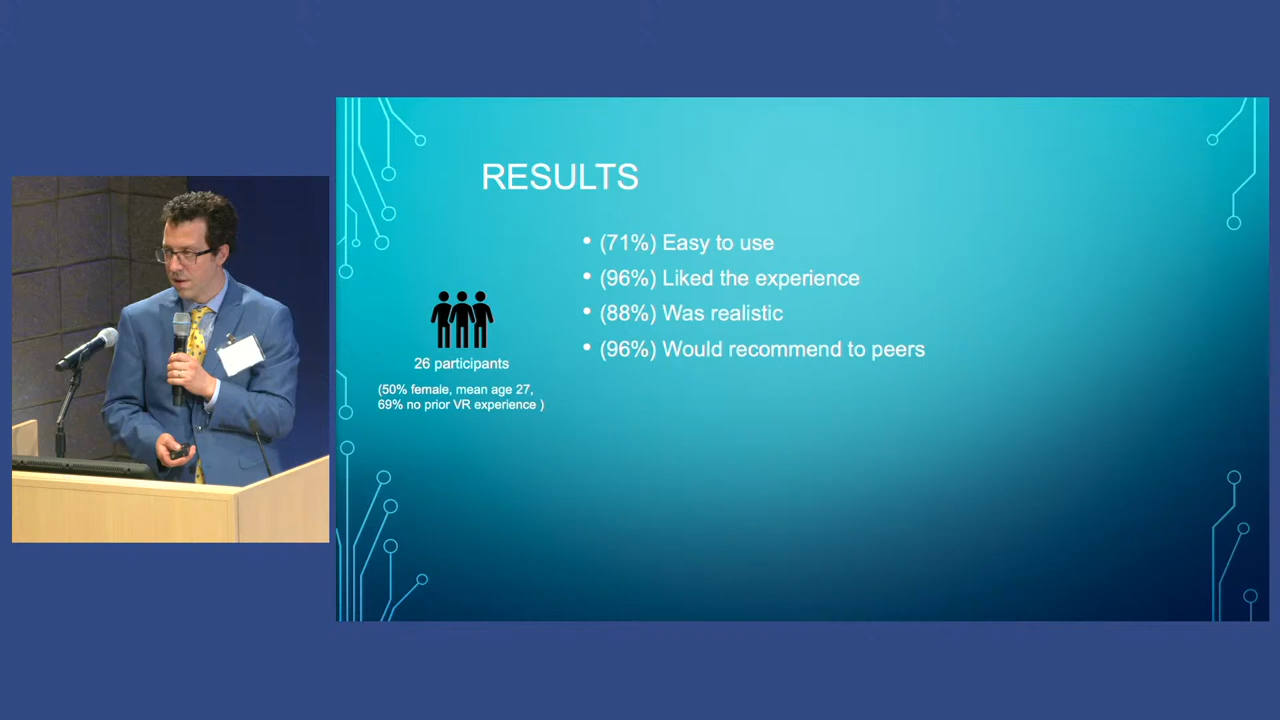 RESULTS
• (71%) Easy to use
• (96%) Liked the experience
• (88%) Was realistic
• (96%) Would recommend to peers
26 participants
(50% female, mean age 27,
69% no prior VR experience )